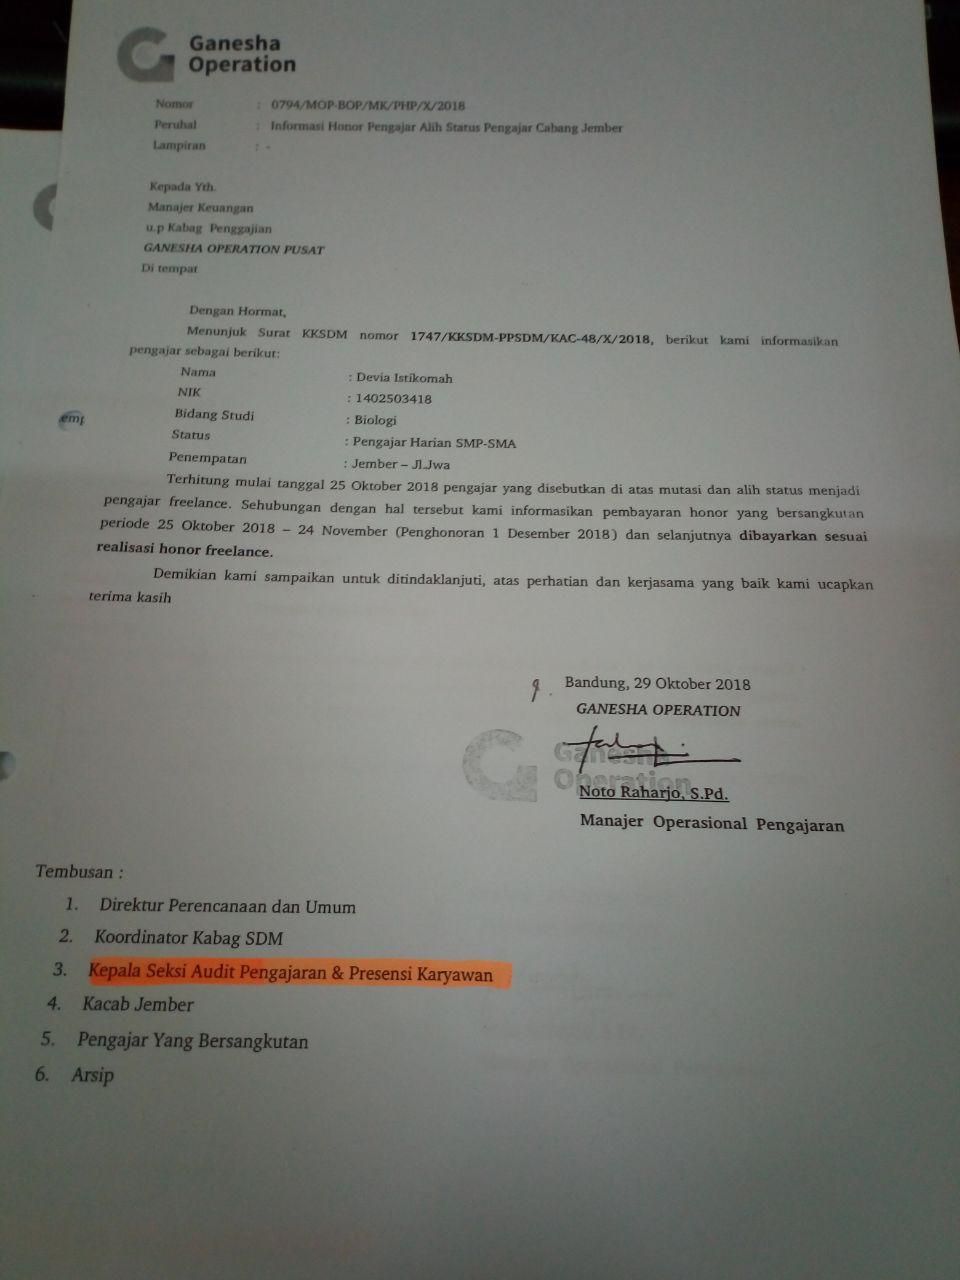 Ganesha
Operation
Nomor : 0794/MOP-BOP/MK/PHP/X/2018
Peruhal : Informasi Honor Pengajar Alih Status Pengajar Cabang Jember
Lampiran : -
Kepada Yth.
Manajer Keuangan
u.p Kabag Penggajian
GANESHA OPERATION PUSAT
Di tempat
Dengan Hormat,
Menunjuk Surat KKSDM nomor 1747/KKSDM-PPSDM/KAC-48/X/2018, berikut kami informasikan
pengajar sebagai berikut:
Nama : Devia Istikomah
NIK : 1402503418
Bidang Studi : Biologi
Status : Pengajar Harian SMP-SMA
Penempatan : Jember – Jl.Jwa
Terhitung mulai tanggal 25 Oktober 2018 pengajar yang disebutkan di atas mutasi dan alih status menjadi
pengajar freelance. Sehubungan dengan hal tersebut kami informasikan pembayaran honor yang bersangkutan
periode 25 Oktober 2018 – 24 November (Penghonoran 1 Desember 2018) dan selanjutnya dibayarkan sesuai
realisasi honor freelance.
Demikian kami sampaikan untuk ditindaklanjuti, atas perhatian dan kerjasama yang baik kami ucapkan
terima kasih
Bandung, 29 Oktober 2018
GANESHA OPERATION
Ganesha
Operation
Noto Raharjo, S.Pd.
Manajer Operasional Pengajaran
Tembusan :
1. Direktur Perencanaan dan Umum
2. Koordinator Kabag SDM
3. Kepala Seksi Audit Pengajaran & Presensi Karyawan
4. Kacab Jember
5. Pengajar Yang Bersangkutan
6. Arsip